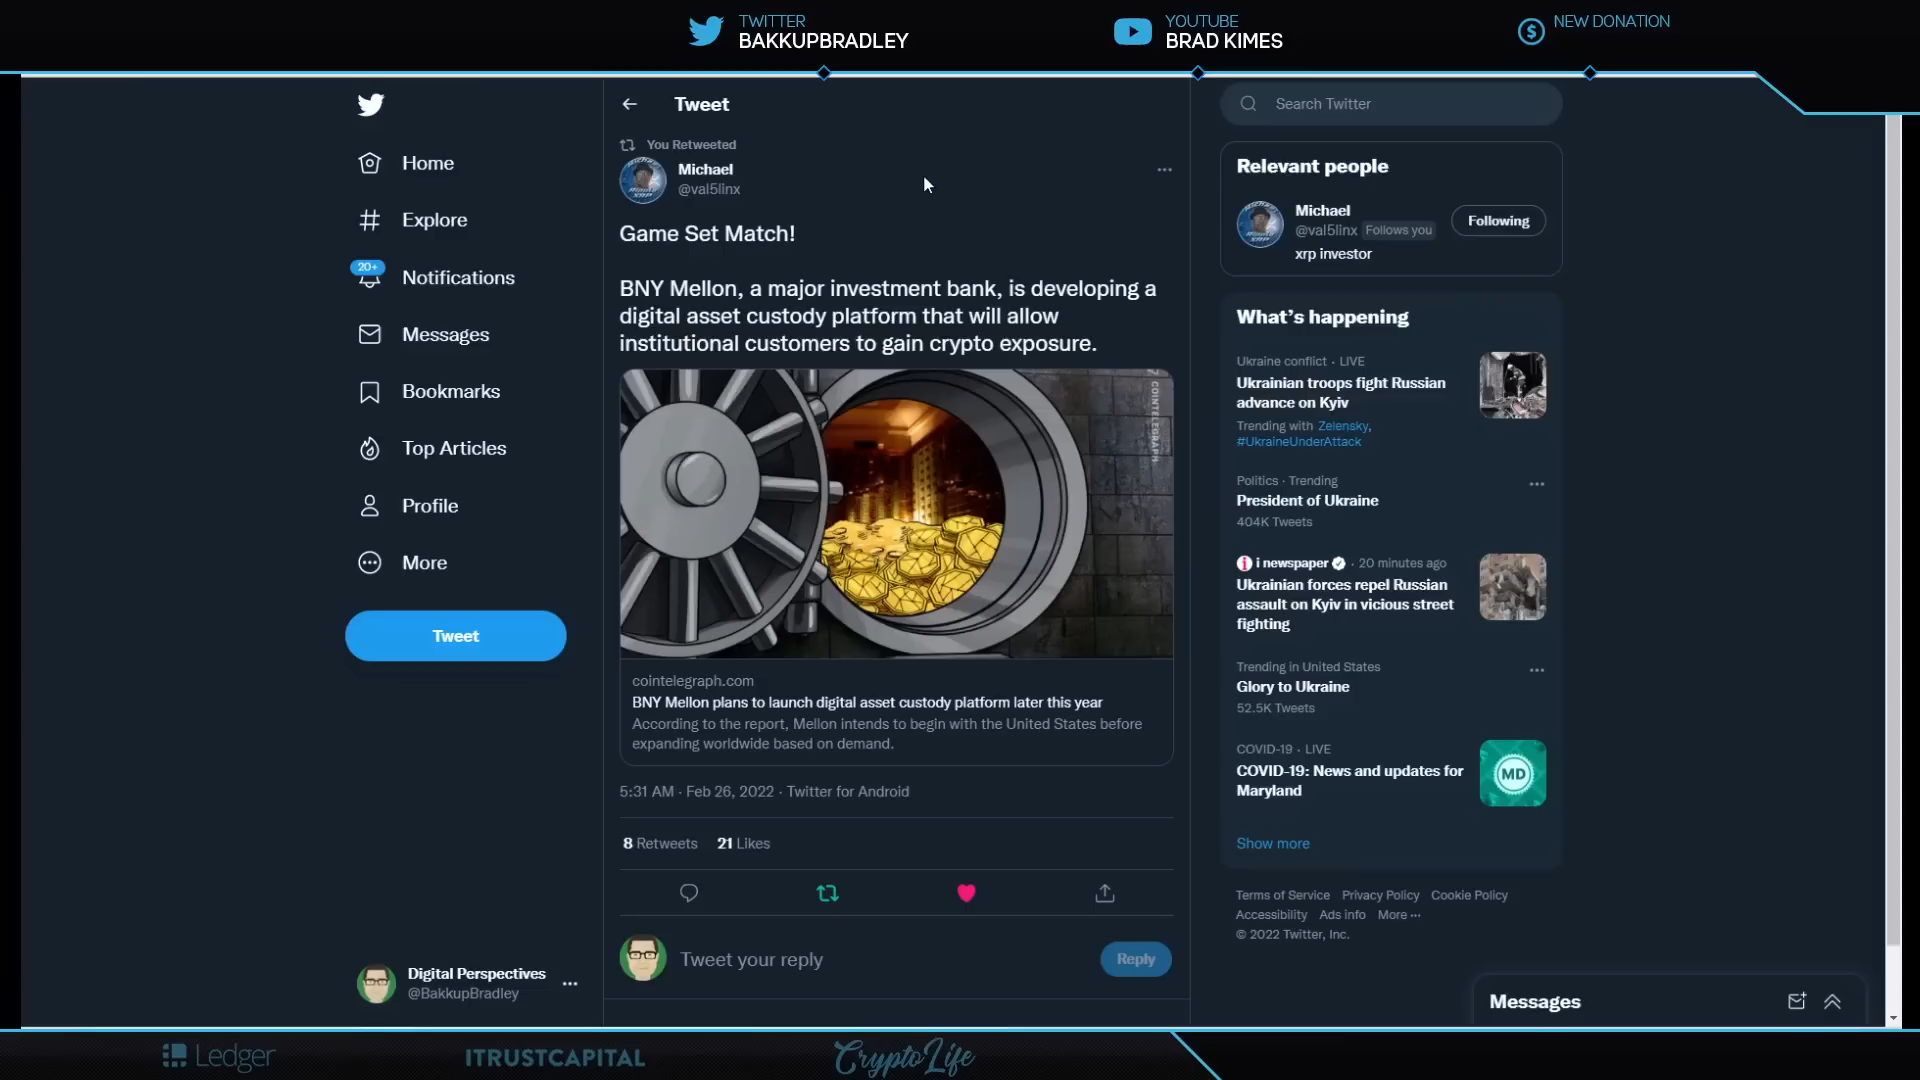 TWITTER
BAKKUPBRADLEY
YOUTUBE
BRAD KIMES
NEW DONATION
Home
Explore
20+
Notifications
Messages
Bookmarks
Top Articles
Profile
More
Tweet
Digital Perspectives
@BakkupBradley
Tweet
You Retweeted
Michael
@val5linx
Game Set Match!
BNY Mellon, a major investment bank, is developing a
digital asset custody platform that will allow
institutional customers to gain crypto exposure.
COINTELEGRAPH
cointelegraph.com
BNY Mellon plans to launch digital asset custody platform later this year
According to the report, Mellon intends to begin with the United States before
expanding worldwide based on demand.
5:31 AM · Feb 26, 2022 · Twitter for Android
8 Retweets 21 Likes
Tweet your reply
Reply
Search Twitter
Relevant people
Michael
@val5linx Follows you
Following
xrp investor
What's happening
Ukraine conflict · LIVE
Ukrainian troops fight Russian
advance on Kyiv
Trending with Zelensky,
#UkraineUnderAttack
Politics · Trending
President of Ukraine
404K Tweets
i newspaper · 20 minutes ago
Ukrainian forces repel Russian
assault on Kyiv in vicious street
fighting
Trending in United States
Glory to Ukraine
52.5K Tweets
COVID-19 · LIVE
COVID-19: News and updates for
Maryland
MD
Show more
Terms of Service Privacy Policy Cookie Policy
Accessibility Ads info More ···
© 2022 Twitter, Inc.
Messages
Ledger
ITRUSTCAPITAL
CryptoLife